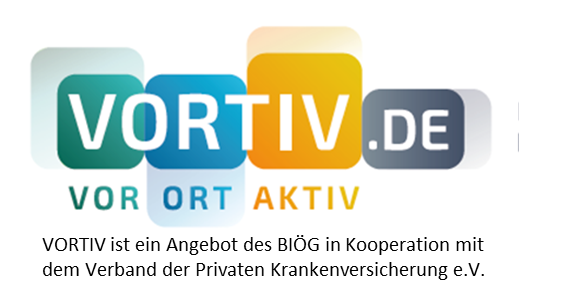 VORTIV.DE
VOR ORT AKTIV
VORTIV ist ein Angebot des BIÖG in Kooperation mit
dem Verband der Privaten Krankenversicherung e.V.